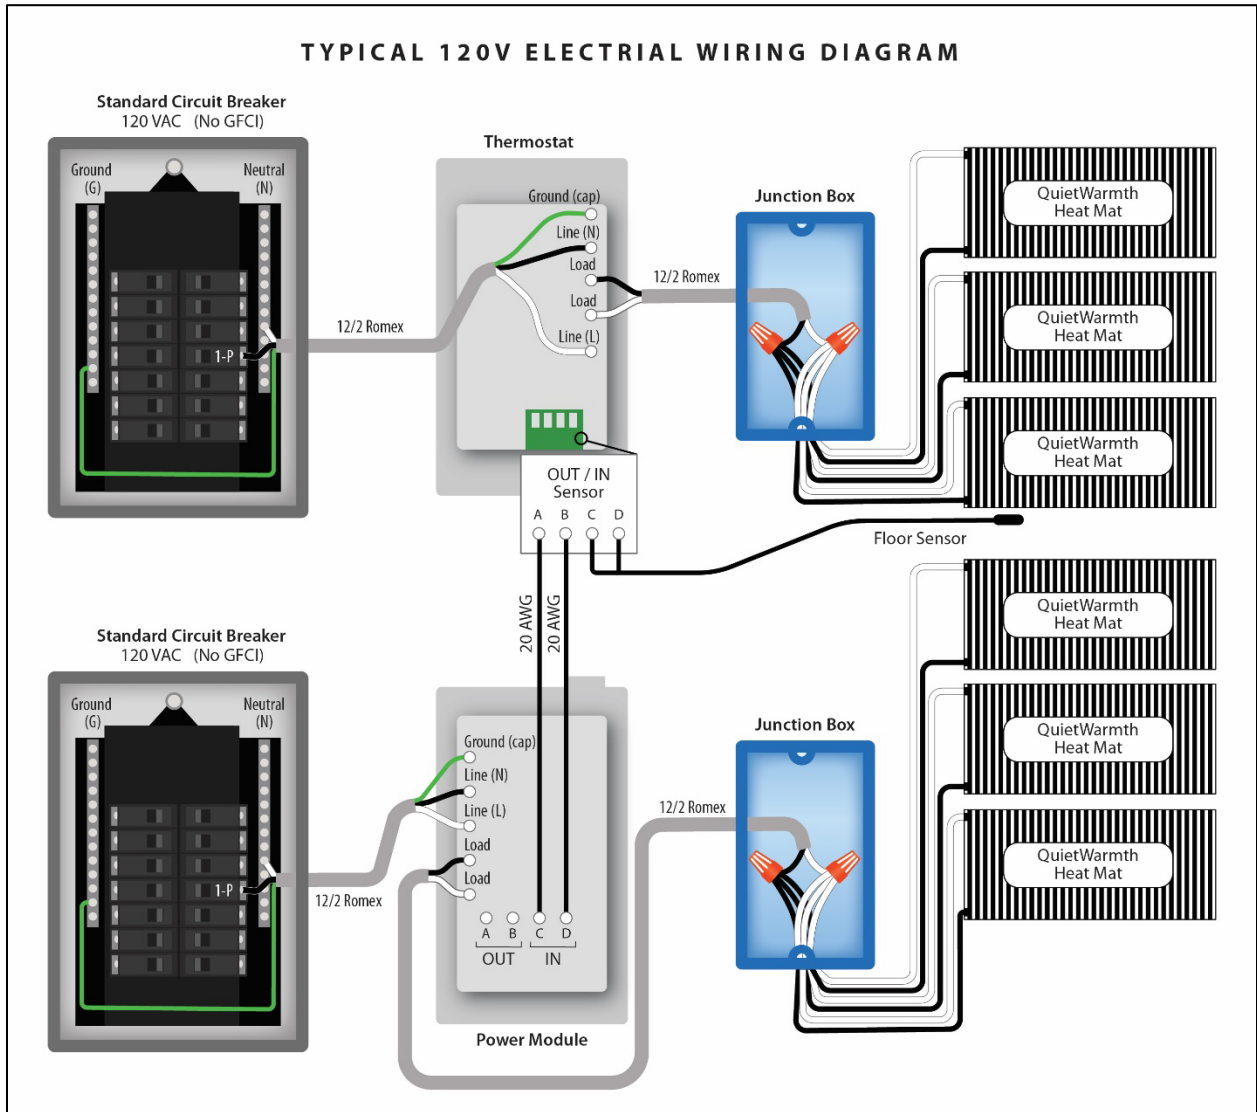 TYPICAL 120V ELECTRIAL WIRING DIAGRAM
Standard Circuit Breaker
120 VAC (No GFCI)
Ground
(G)
Neutral
(N)
1-P
12/2 Romex
Thermostat
Ground (cap)
Line (N)
Load
Load
Line (L)
12/2 Romex
OUT / IN
Sensor
A B C D
Junction Box
QuietWarmth
Heat Mat
QuietWarmth
Heat Mat
QuietWarmth
Heat Mat
Floor Sensor
20 AWG
20 AWG
Standard Circuit Breaker
120 VAC (No GFCI)
Ground
(G)
Neutral
(N)
1-P
12/2 Romex
Ground (cap)
Line (N)
Line (L)
Load
Load
A B C D
OUT IN
Power Module
12/2 Romex
Junction Box
QuietWarmth
Heat Mat
QuietWarmth
Heat Mat
QuietWarmth
Heat Mat